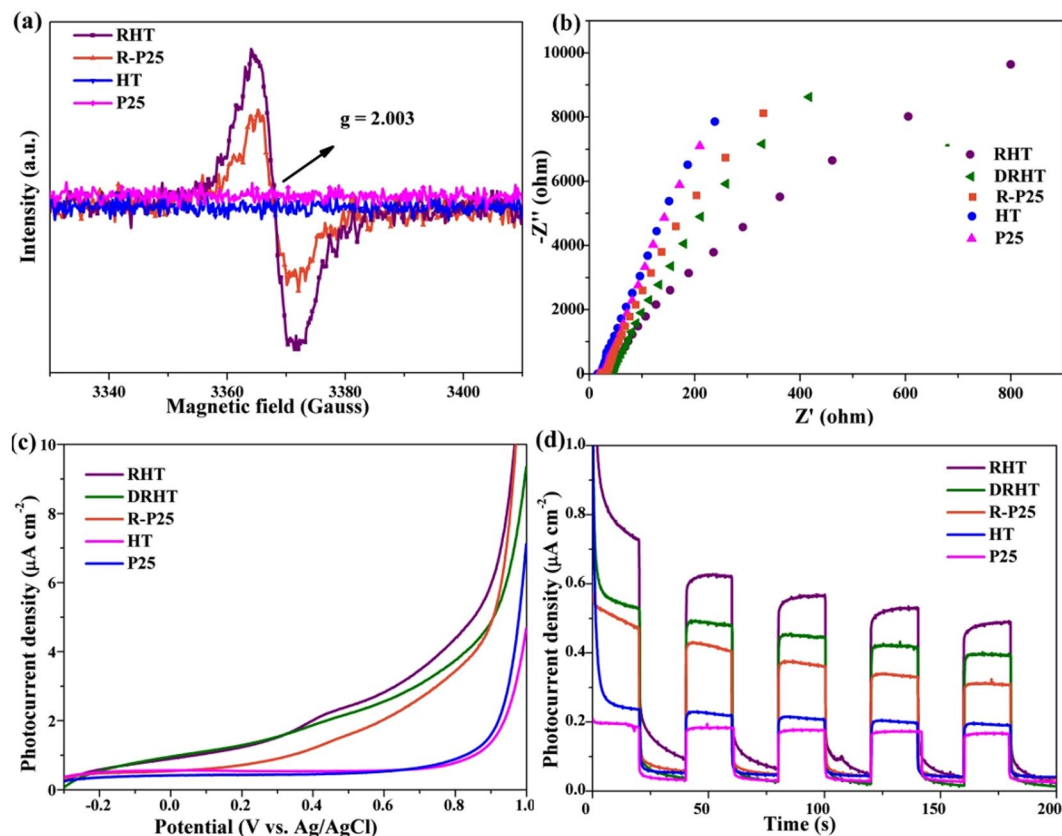 (a)
RHT
R-P25
HT
P25
g = 2.003
Intensity (a.u.)
3340 3360 3380 3400
Magnetic field (Gauss)
(b)
10000
8000
6000
4000
2000
0
-Z'' (ohm)
RHT
DRHT
R-P25
HT
P25
0 200 400 600 800
Z' (ohm)
(c)
10
8
6
4
2
0
Photocurrent density (μA cm-2)
RHT
DRHT
R-P25
HT
P25
-0.2 0.0 0.2 0.4 0.6 0.8 1.0
Potential (V vs. Ag/AgCl)
(d)
1.0
0.8
0.6
0.4
0.2
0.0
Photocurrent density (μA cm-2)
RHT
DRHT
R-P25
HT
P25
0 50 100 150 200
Time (s)